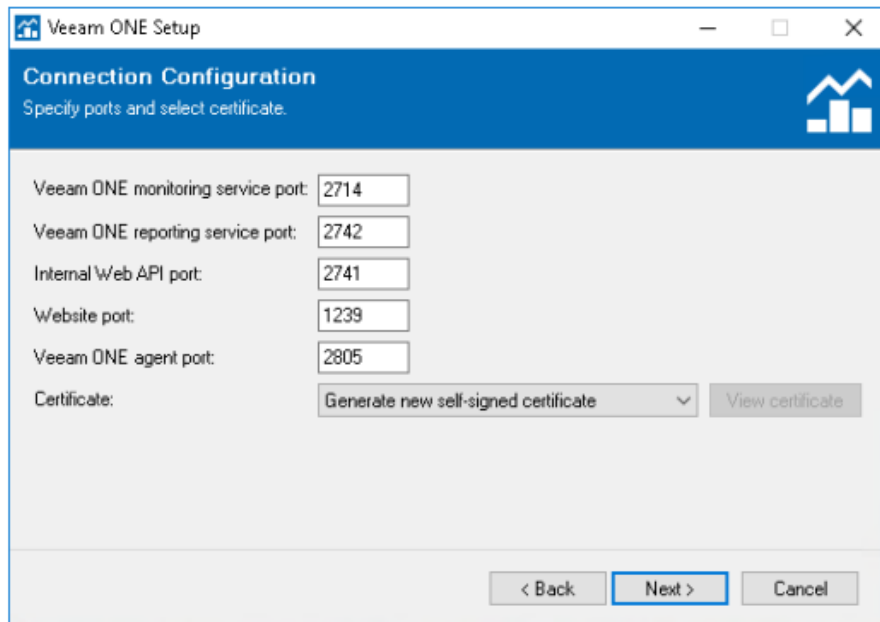 Veeam ONE Setup
Connection Configuration
Specify ports and select certificate.
Veeam ONE monitoring service port: 2714
Veeam ONE reporting service port: 2742
Internal Web API port: 2741
Website port: 1239
Veeam ONE agent port: 2805
Certificate: Generate new self-signed certificate View certificate
< Back Next > Cancel